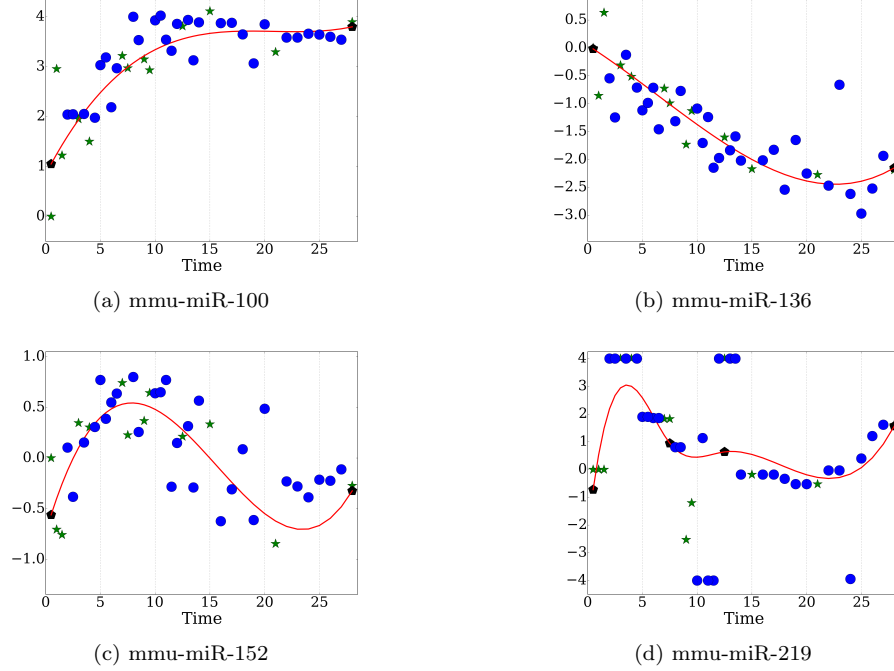 4
3
2
1
0
0 5 10 15 20 25
Time
(a) mmu-miR-100
0.5
0.0
−0.5
−1.0
−1.5
−2.0
−2.5
−3.0
0 5 10 15 20 25
Time
(b) mmu-miR-136
1.0
0.5
0.0
−0.5
−1.0
0 5 10 15 20 25
Time
(c) mmu-miR-152
4
3
2
1
0
−1
−2
−3
−4
0 5 10 15 20 25
Time
(d) mmu-miR-219